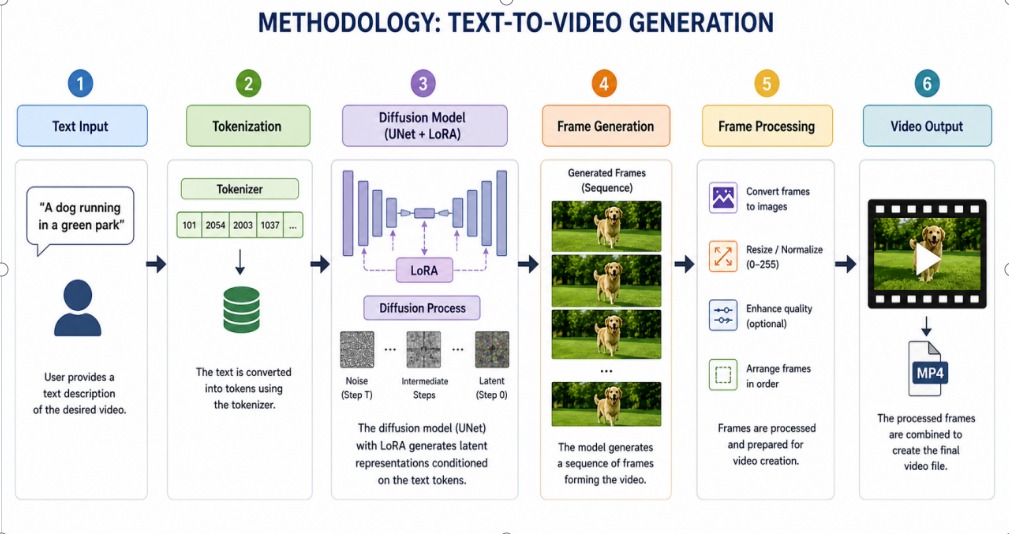 METHODOLOGY: TEXT-TO-VIDEO GENERATION
1
Text Input
"A dog running
in a green park"
User provides a
text description
of the desired video.
2
Tokenization
Tokenizer
101 2054 2003 1037 ...
The text is converted
into tokens using
the tokenizer.
3
Diffusion Model
(UNet + LoRA)
LoRA
Diffusion Process
... ...
Noise
(Step T)
Intermediate
Steps
Latent
(Step 0)
The diffusion model (UNet)
with LoRA generates latent
representations conditioned
on the text tokens.
4
Frame Generation
Generated Frames
(Sequence)
...
The model generates
a sequence of frames
forming the video.
5
Frame Processing
Convert frames
to images
Resize / Normalize
(0–255)
Enhance quality
(optional)
Arrange frames
in order
Frames are processed
and prepared for
video creation.
6
Video Output
MP4
The processed frames
are combined to
create the final
video file.